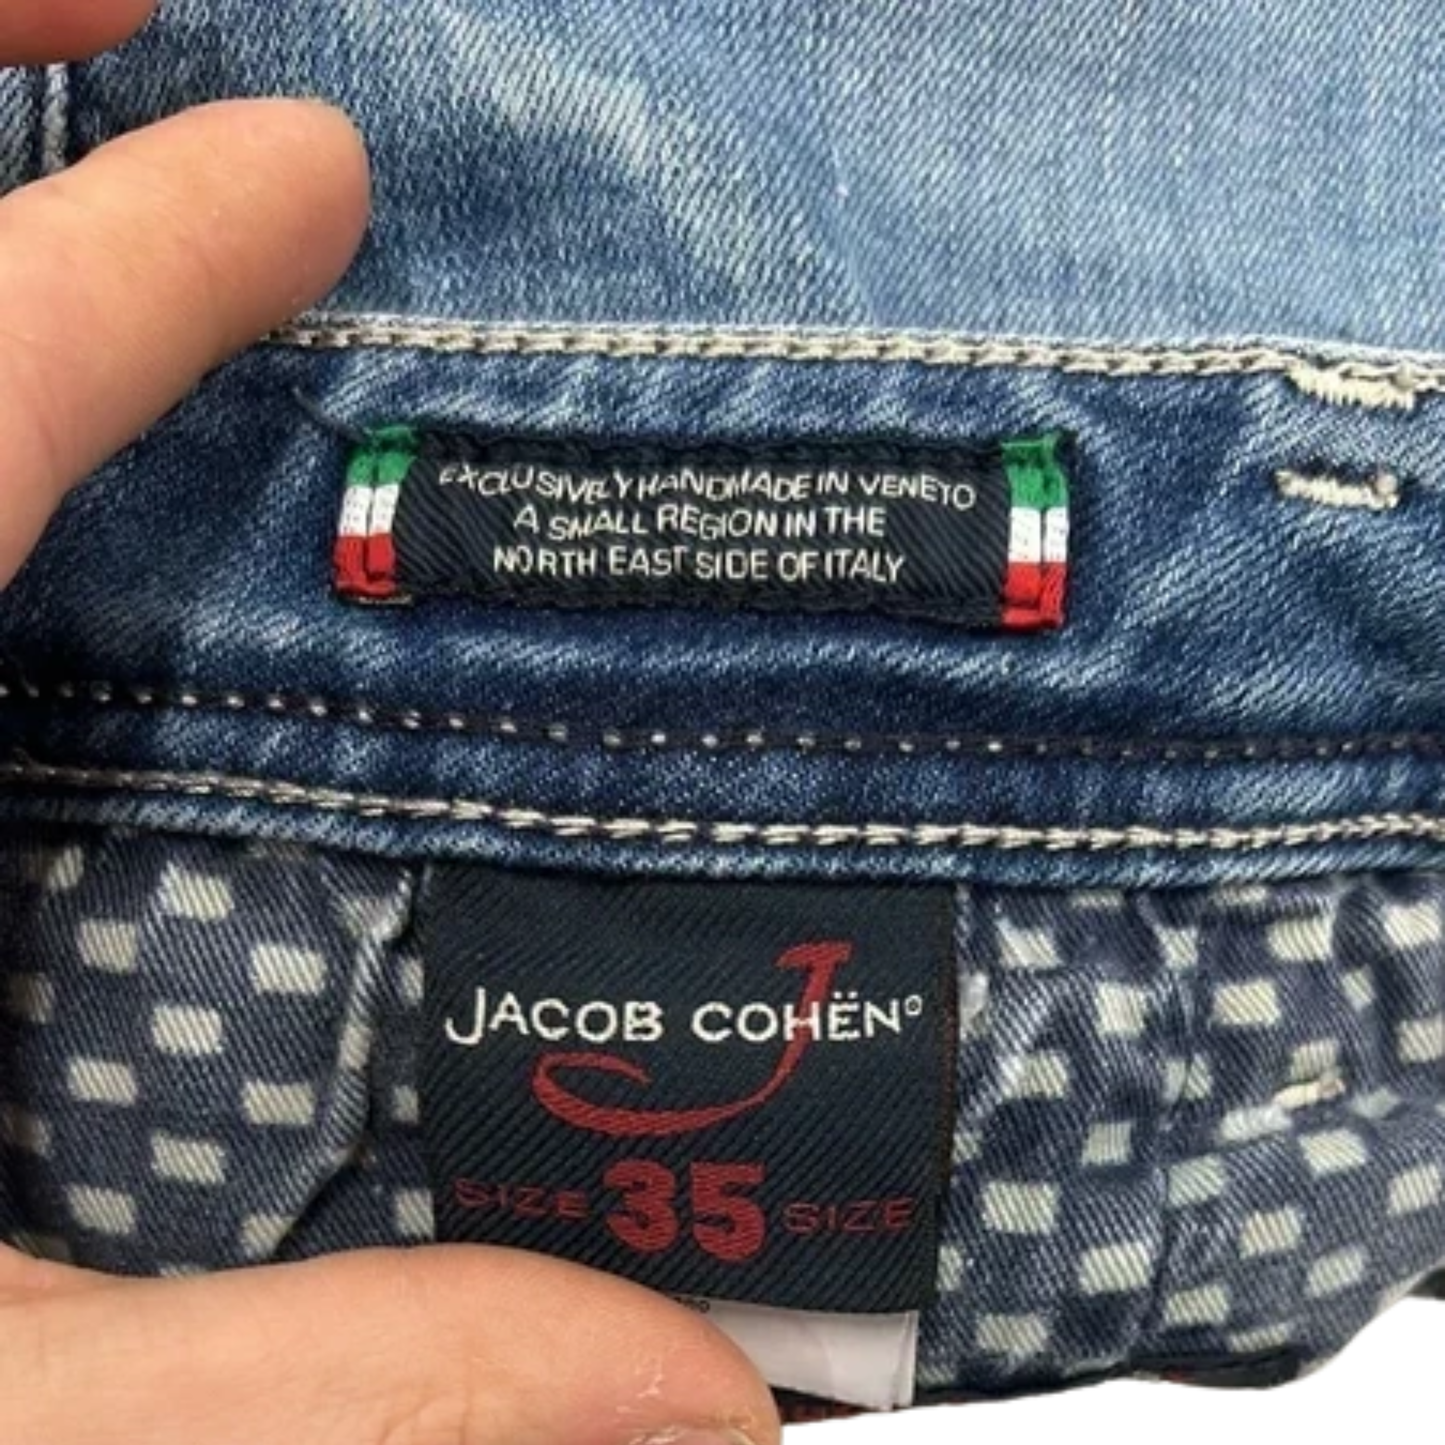 EXCLUSIVELY HANDMADE IN VENETO
A SMALL REGION IN THE
NORTH EAST SIDE OF ITALY
JACOB COHËN®
J
SIZE 35 SIZE